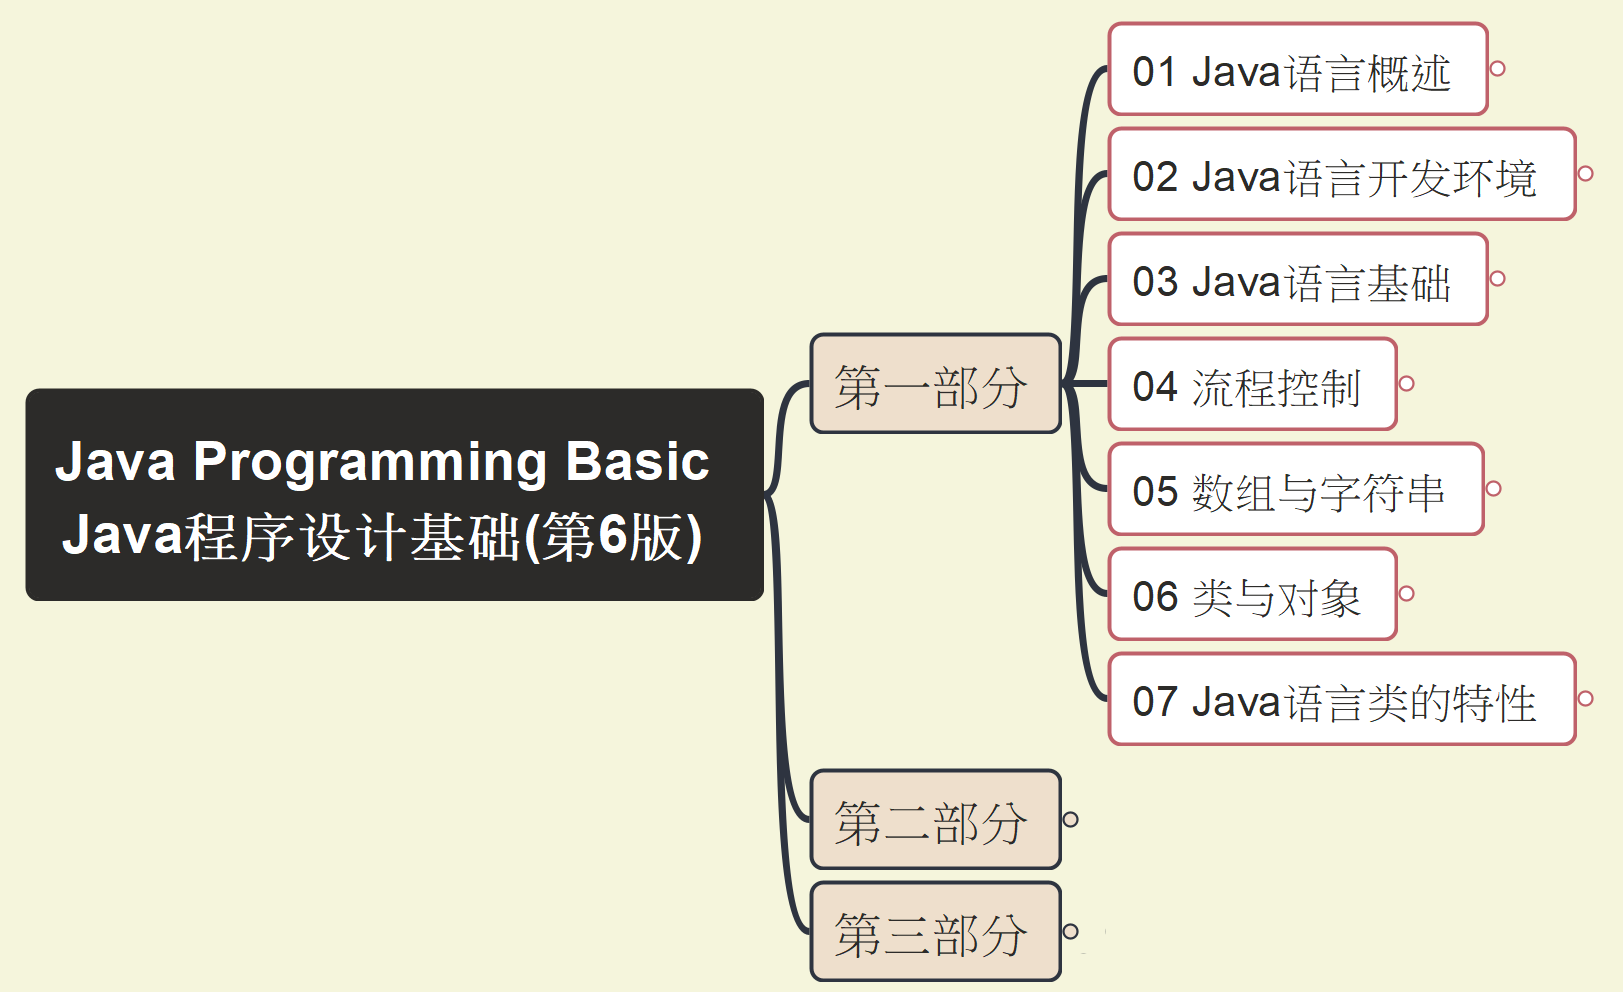 Java Programming Basic
Java程序设计基础(第6版)
第一部分
01 Java语言概述
02 Java语言开发环境
03 Java语言基础
04 流程控制
05 数组与字符串
06 类与对象
07 Java语言类的特性
第二部分
第三部分